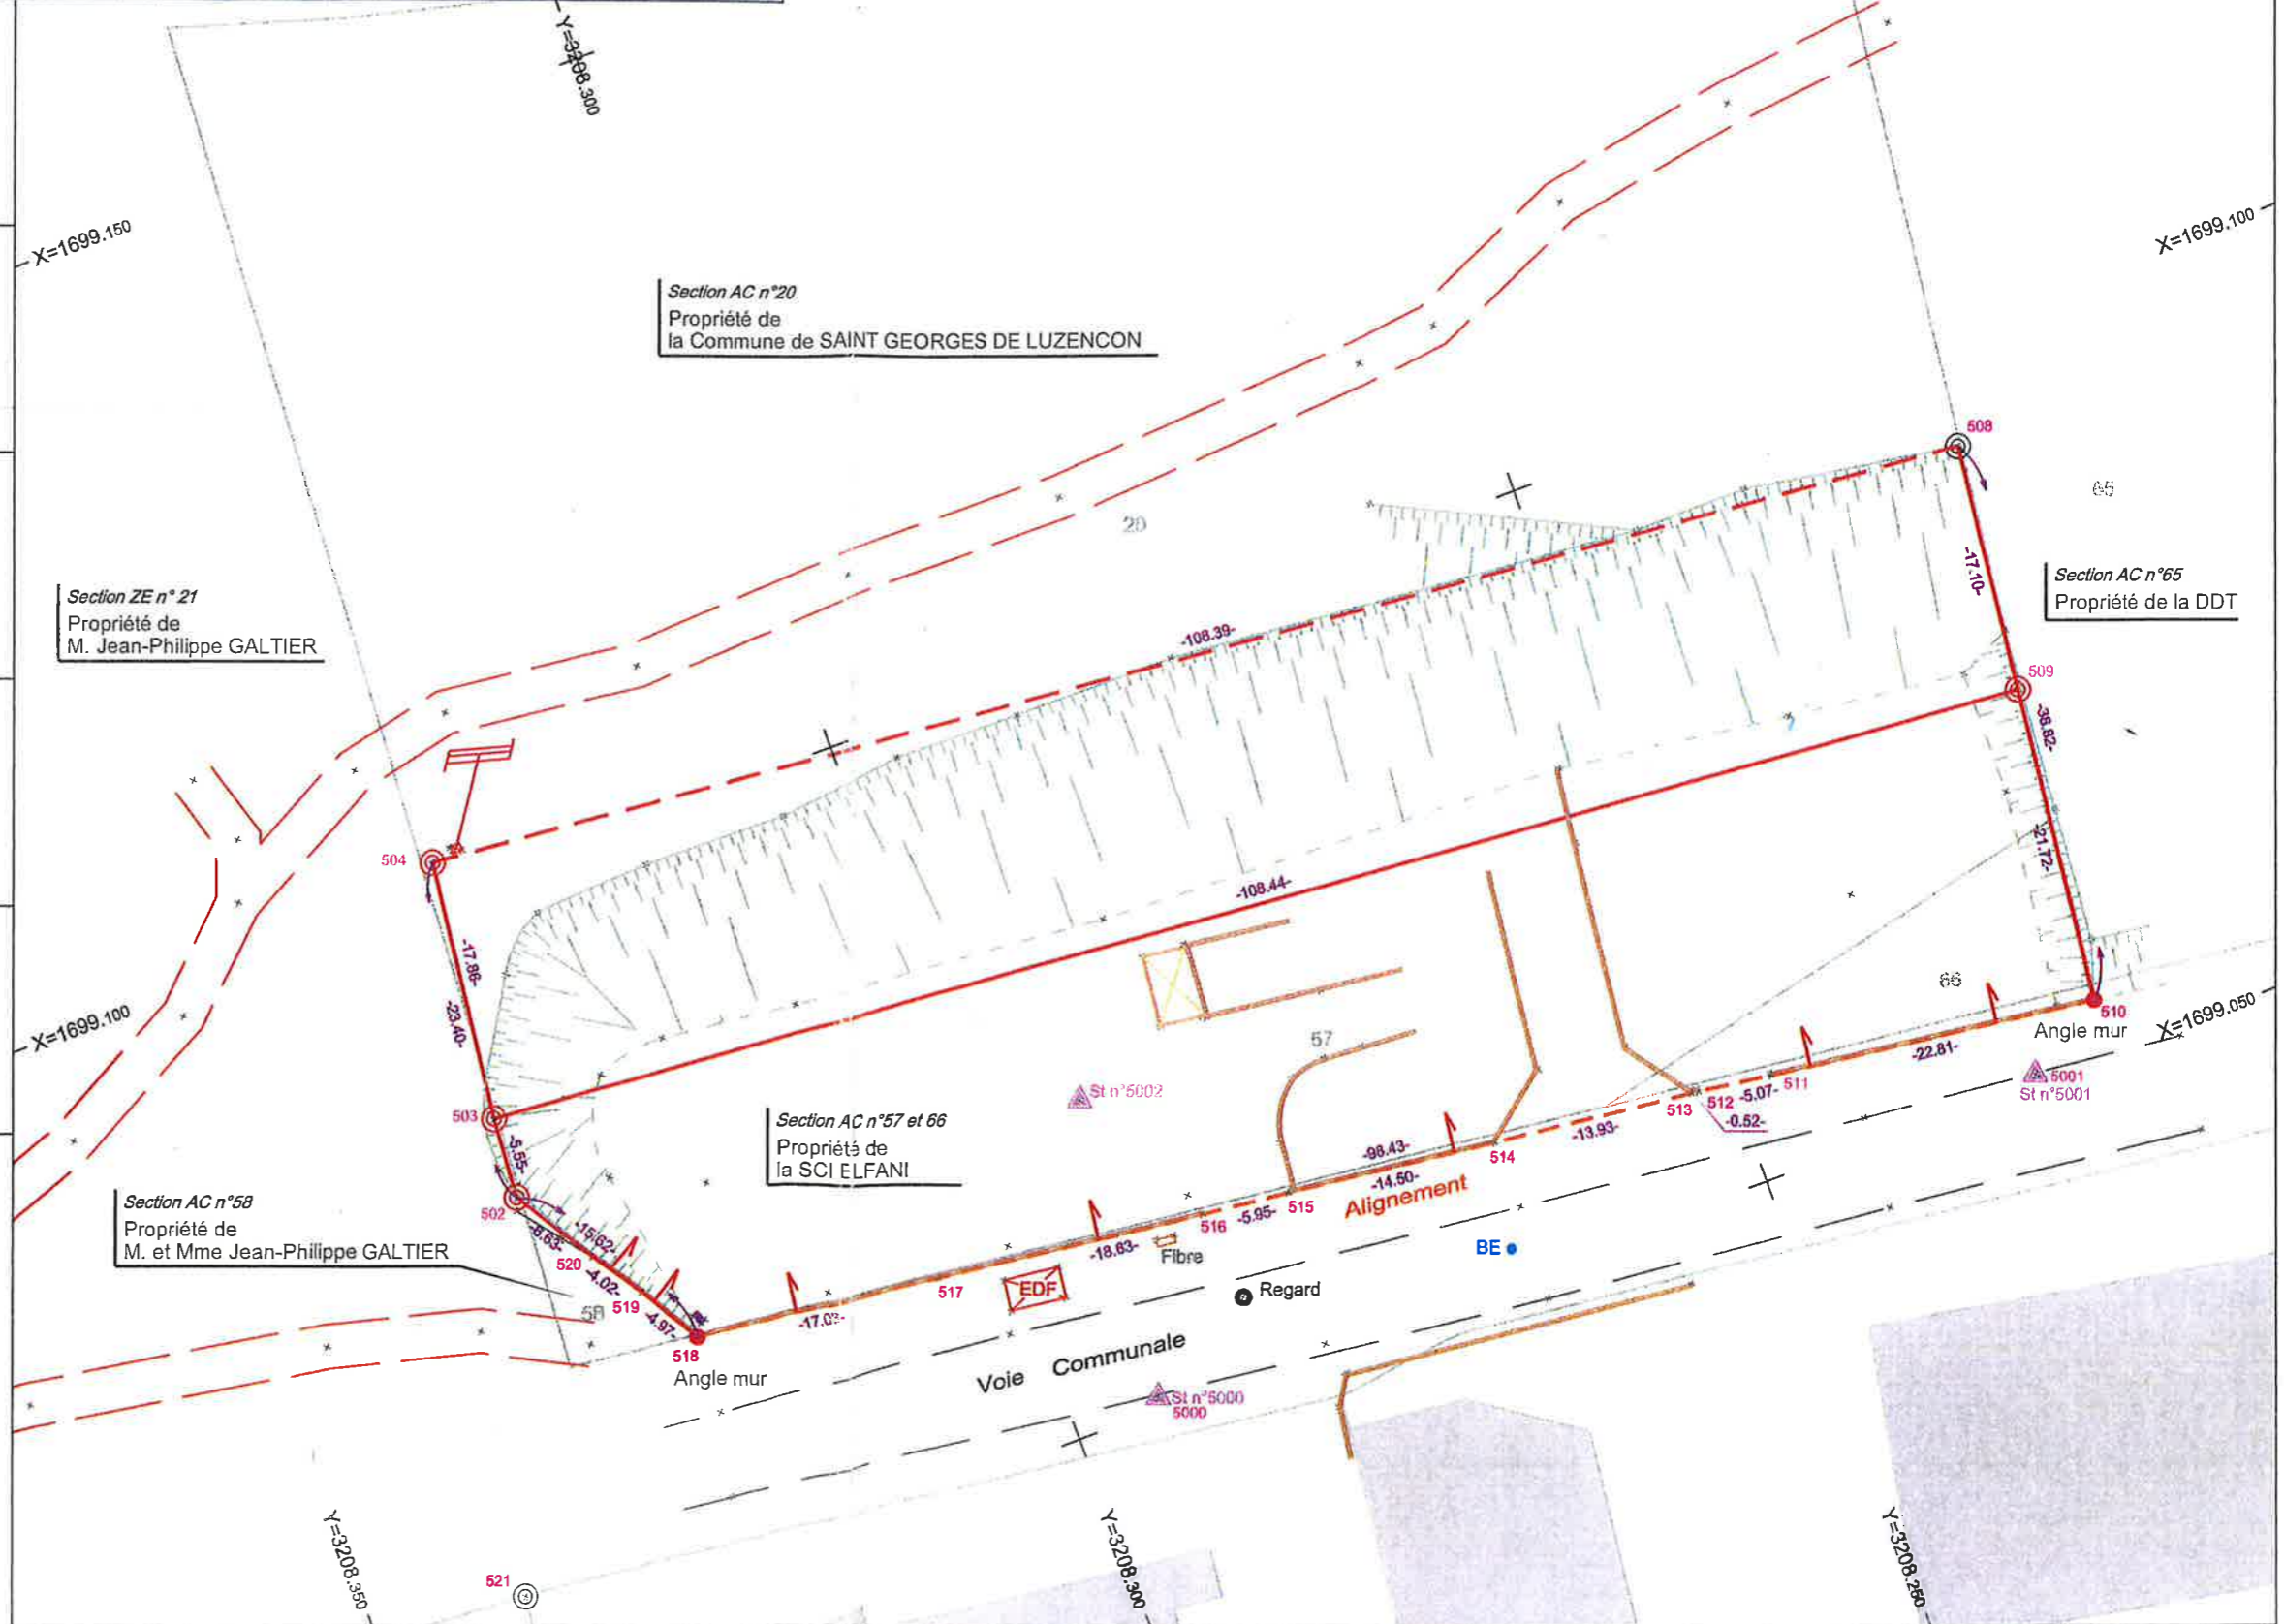 Y=3208.300
X=1699.150
X=1699.100
Section AC n°20
Propriété de
la Commune de SAINT GEORGES DE LUZENCON
508
65
20
-17.10-
Section AC n°65
Propriété de la DDT
Section ZE n° 21
Propriété de
M. Jean-Philippe GALTIER
-108.39-
509
-38.82-
504
-21.72-
-108.44-
-17.86-
-23.40-
66
X=1699.100
X=1699.050
510
Angle mur
57
-22.81-
St n°5002
5001
St n°5001
511
-5.07-
512
513
-0.52-
503
Section AC n°57 et 66
Propriété de
la SCI ELFANI
-5.55-
-13.93-
-98.43-
514
-14.50-
Alignement
515
-5.95-
516
502
Section AC n°58
Propriété de
M. et Mme Jean-Philippe GALTIER
-15.62-
-6.63-
520
-4.02-
519
-4.97-
58
-18.63-
Fibre
BE
517
EDF
Regard
518
Angle mur
Voie Communale
St n°5000
5000
Y=3208.350
Y=3208.300
Y=3208.250
521